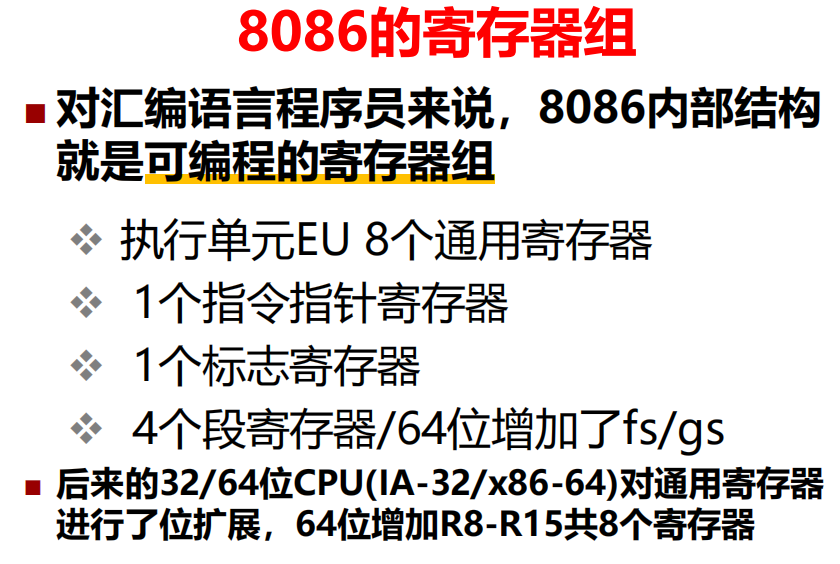 8086的寄存器组
对汇编语言程序员来说，8086内部结构
就是可编程的寄存器组
执行单元EU 8个通用寄存器
1个指令指针寄存器
1个标志寄存器
4个段寄存器/64位增加了fs/gs
后来的32/64位CPU(IA-32/x86-64)对通用寄存器
进行了位扩展，64位增加R8-R15共8个寄存器